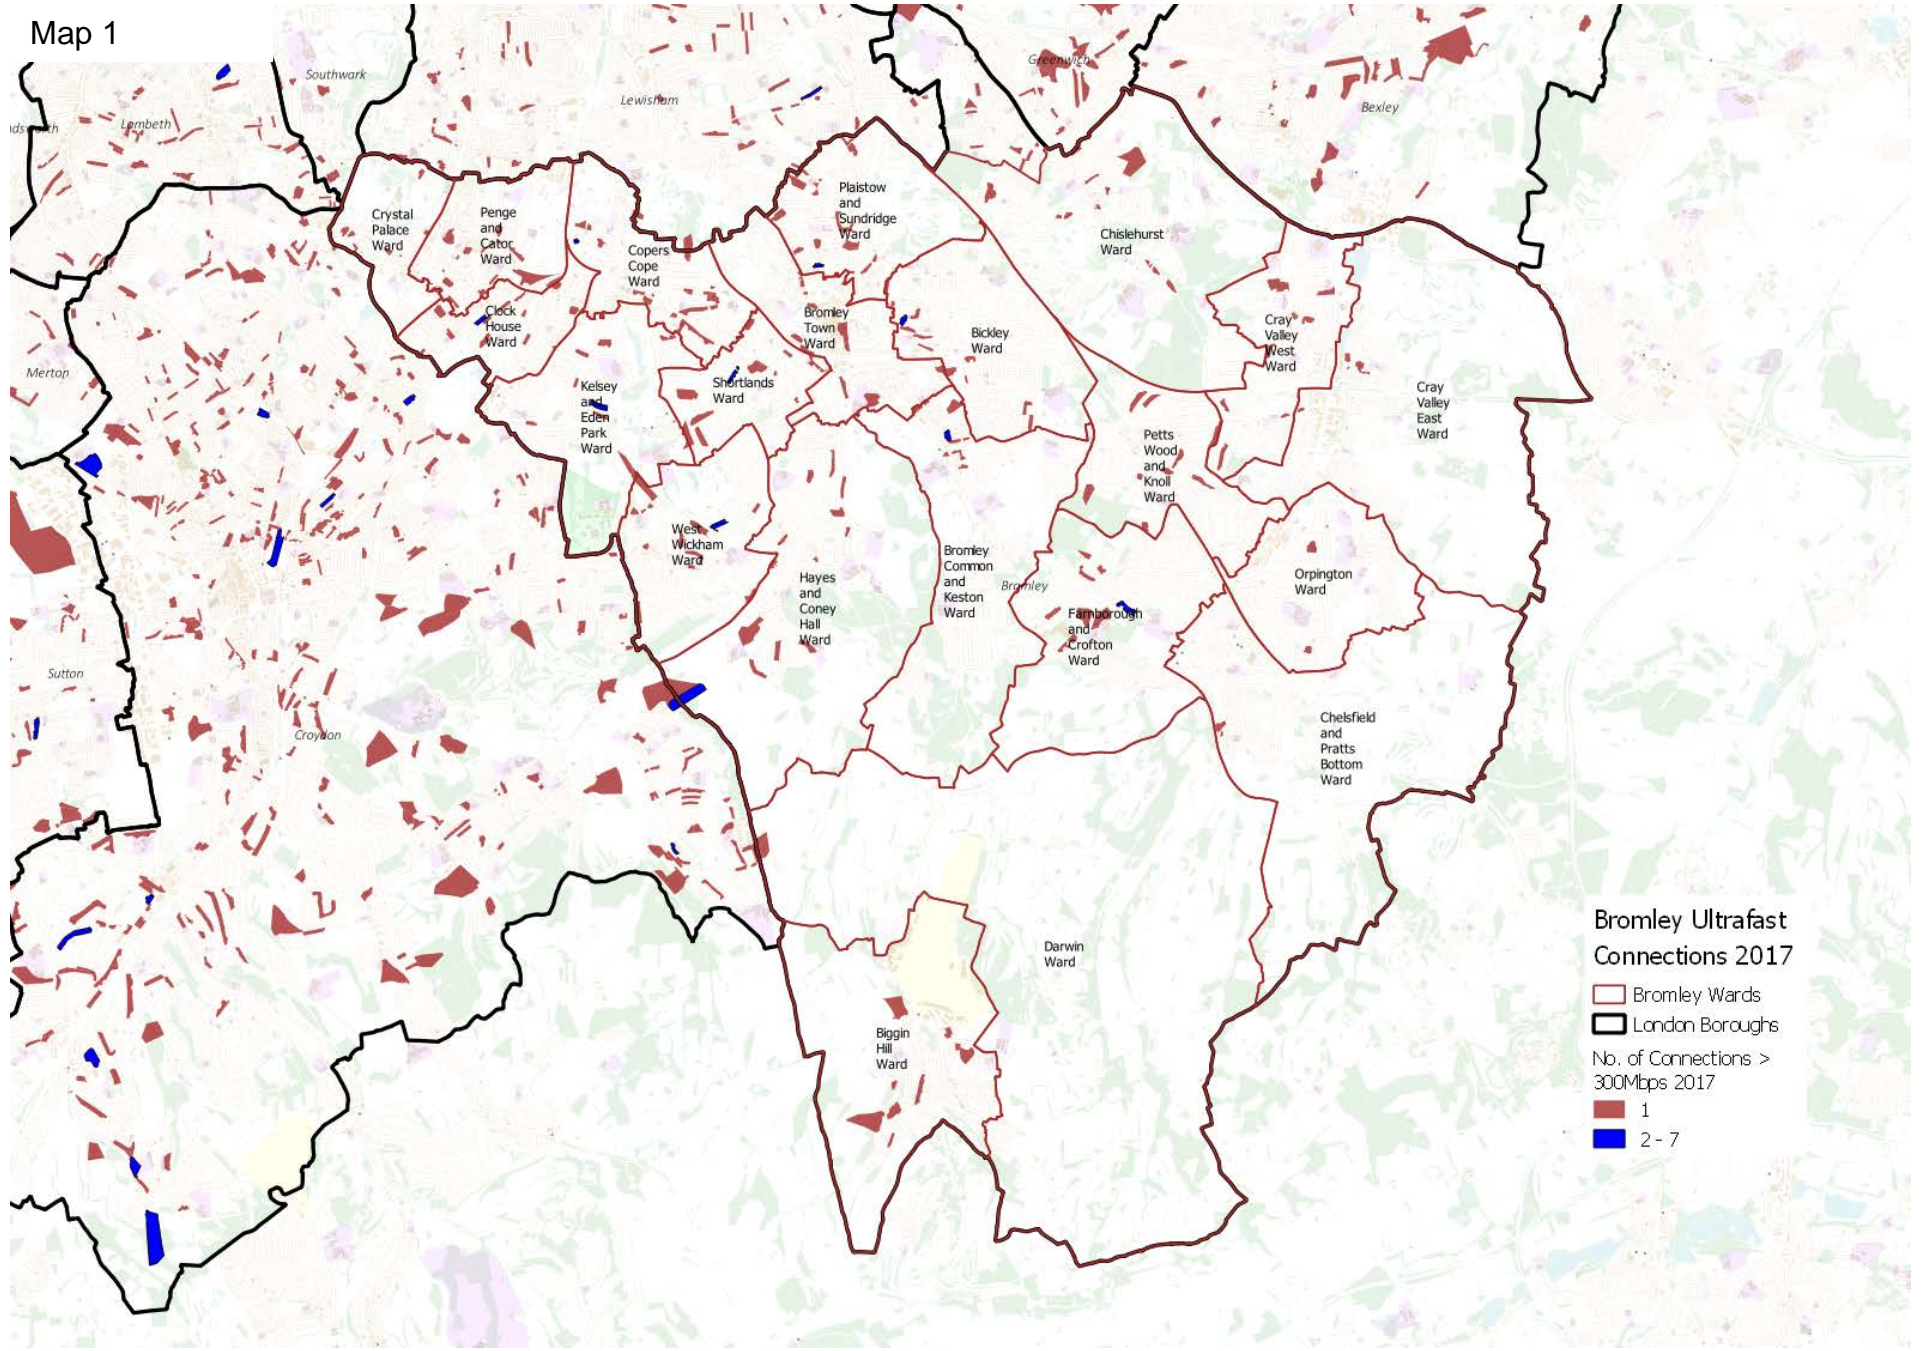 Map 1
Southwark
Greenwich
Lewisham
Bexley
Lambeth
Plaistow
and
Sundridge
Ward
Crystal
Palace
Ward
Penge
and
Cator
Ward
Copers
Cope
Ward
Chislehurst
Ward
Clock
House
Ward
Bromley
Town
Ward
Bickley
Ward
Cray
Valley
West
Ward
Merton
Kelsey
and
Eden
Park
Ward
Shortlands
Ward
Cray
Valley
East
Ward
Petts
Wood
and
Knoll
Ward
West
Wickham
Ward
Hayes
and
Coney
Hall
Ward
Bromley
Common
and
Keston
Ward
Bromley
Orpington
Ward
Farnborough
and
Crofton
Ward
Sutton
Croydon
Chelsfield
and
Pratts
Bottom
Ward
Darwin
Ward
Biggin
Hill
Ward
Bromley Ultrafast
Connections 2017
Bromley Wards
London Boroughs
No. of Connections >
300Mbps 2017
1
2 - 7